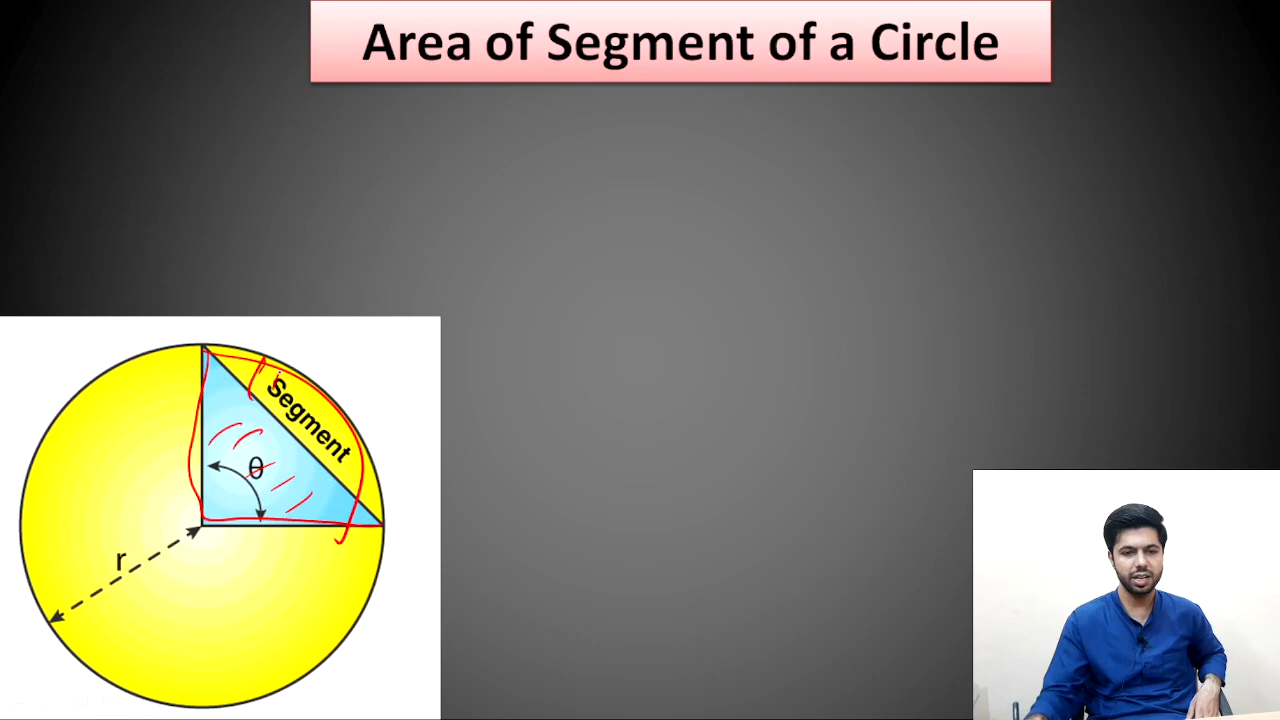 Area of Segment of a Circle
Segment
θ
r